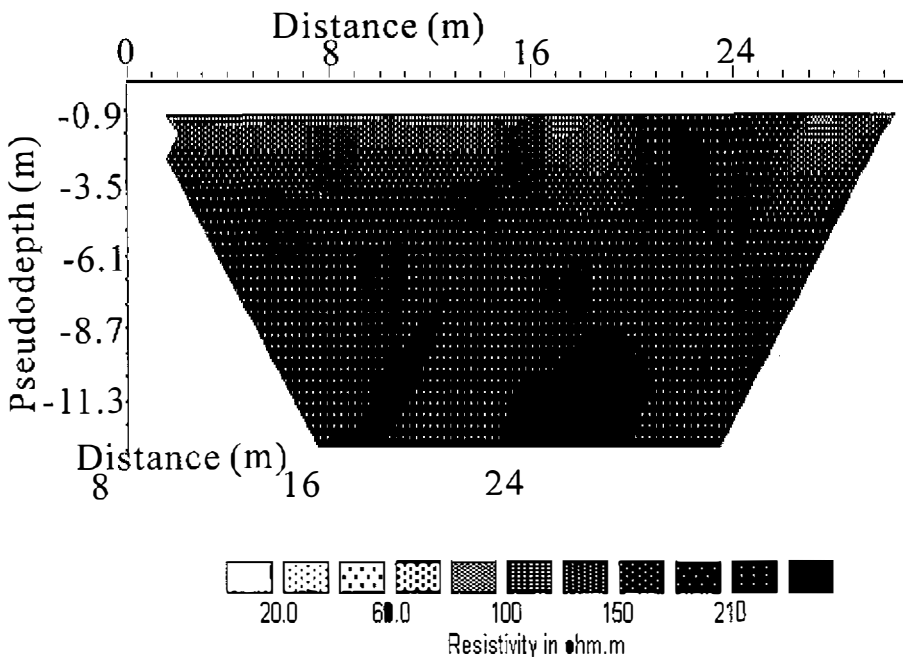 Distance (m)
0 8 16 24
Pseudodepth (m)
-0.9
-3.5
-6.1
-8.7
-11.3
Distance (m)
8 16 24
20.0 60.0 100 150 210
Resistivity in ohm.m